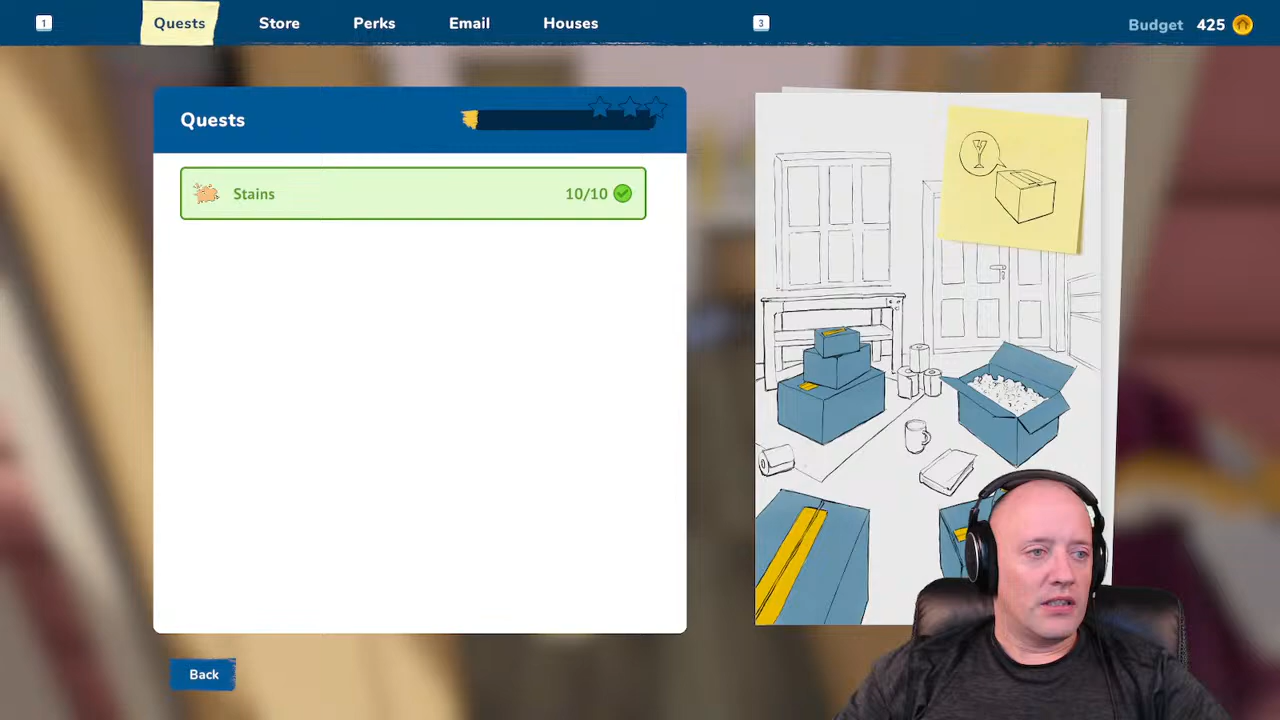 1
Quests
Store
Perks
Email
Houses
3
Budget 425
Quests
Stains
10/10
Back